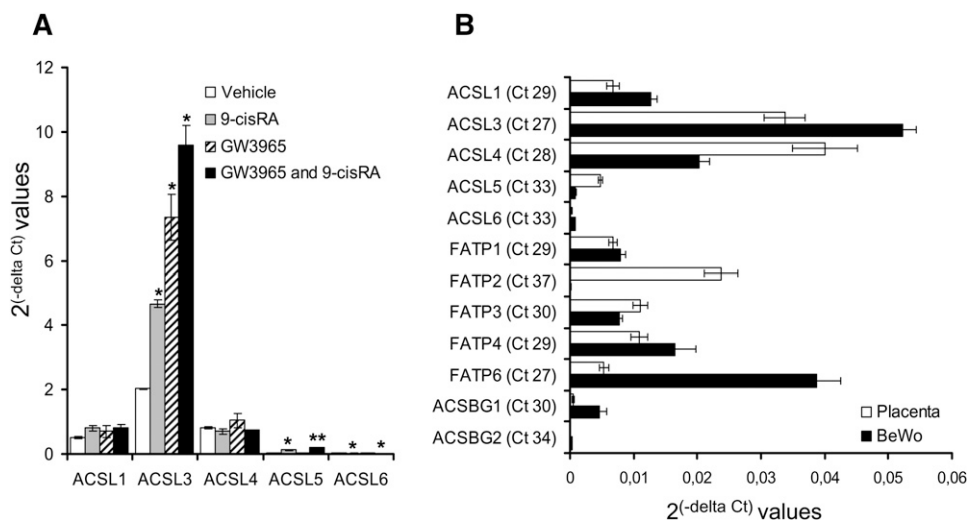 A
2(-delta Ct) values
12
10
8
6
4
2
0
Vehicle
9-cisRA
GW3965
GW3965 and 9-cisRA
*
*
*
*
**
*
*
ACSL1 ACSL3 ACSL4 ACSL5 ACSL6
B
ACSL1 (Ct 29)
ACSL3 (Ct 27)
ACSL4 (Ct 28)
ACSL5 (Ct 33)
ACSL6 (Ct 33)
FATP1 (Ct 29)
FATP2 (Ct 37)
FATP3 (Ct 30)
FATP4 (Ct 29)
FATP6 (Ct 27)
ACSBG1 (Ct 30)
ACSBG2 (Ct 34)
Placenta
BeWo
0 0,01 0,02 0,03 0,04 0,05 0,06
2(-delta Ct) values